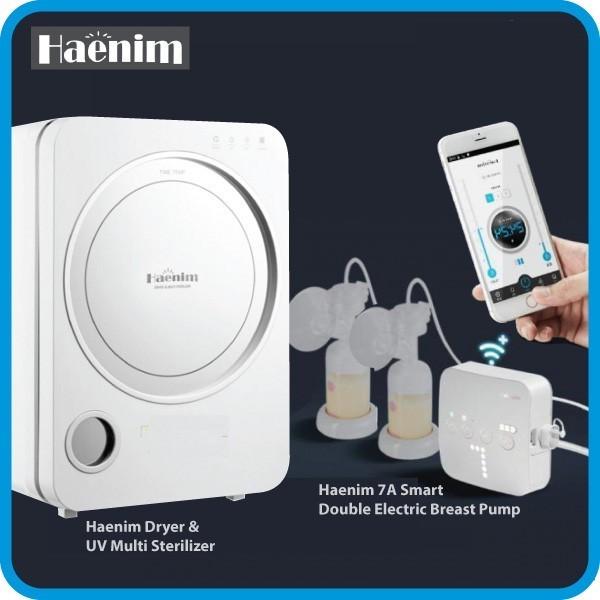 Haenim
Haenim
Haenim Dryer &
UV Multi Sterilizer
Haenim 7A Smart
Double Electric Breast Pump